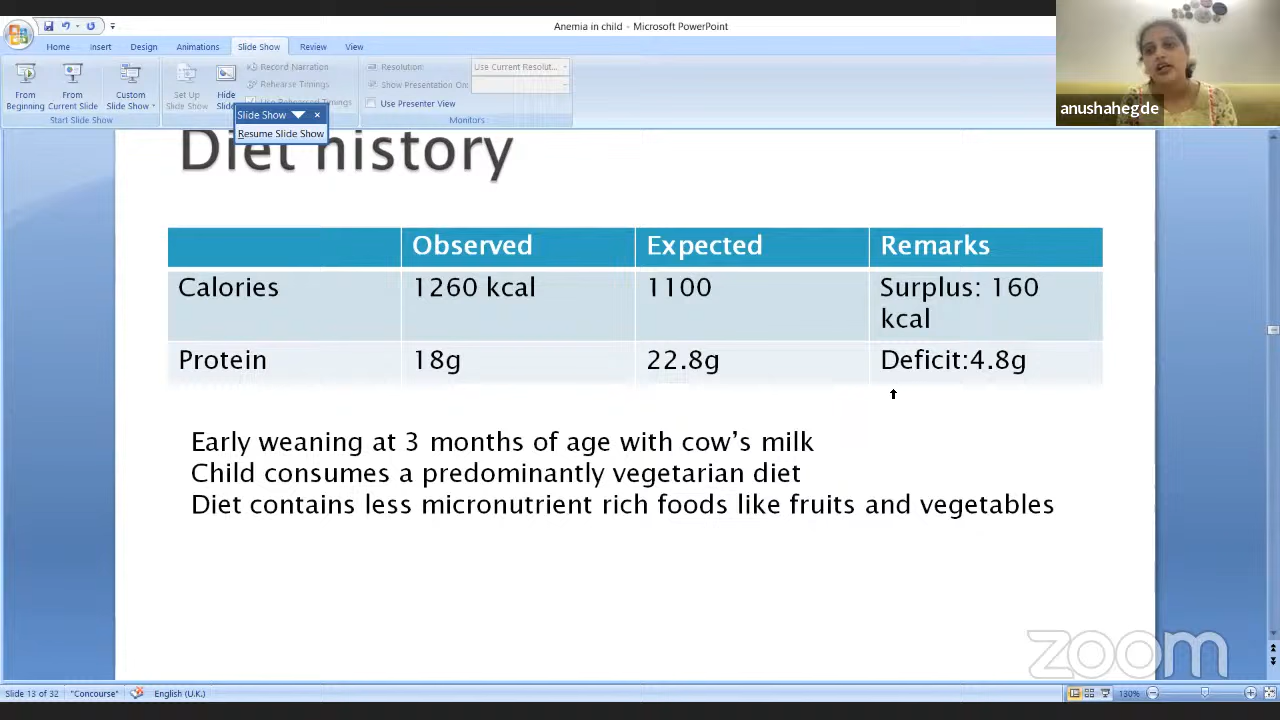 Anemia in child - Microsoft PowerPoint
Home Insert Design Animations Slide Show Review View
From Beginning
From Current Slide
Custom Slide Show
Set Up Slide Show
Hide Slide
Record Narration
Rehearse Timings
Use Rehearsed Timings
Resolution: Use Current Resolut...
Show Presentation On:
Use Presenter View
Start Slide Show
Monitors
Slide Show
Resume Slide Show
anushahegde
Diet history
Observed Expected Remarks
Calories 1260 kcal 1100 Surplus: 160
kcal
Protein 18g 22.8g Deficit:4.8g
Early weaning at 3 months of age with cow’s milk
Child consumes a predominantly vegetarian diet
Diet contains less micronutrient rich foods like fruits and vegetables
zoom
Slide 13 of 32 "Concourse" English (U.K.) 130%